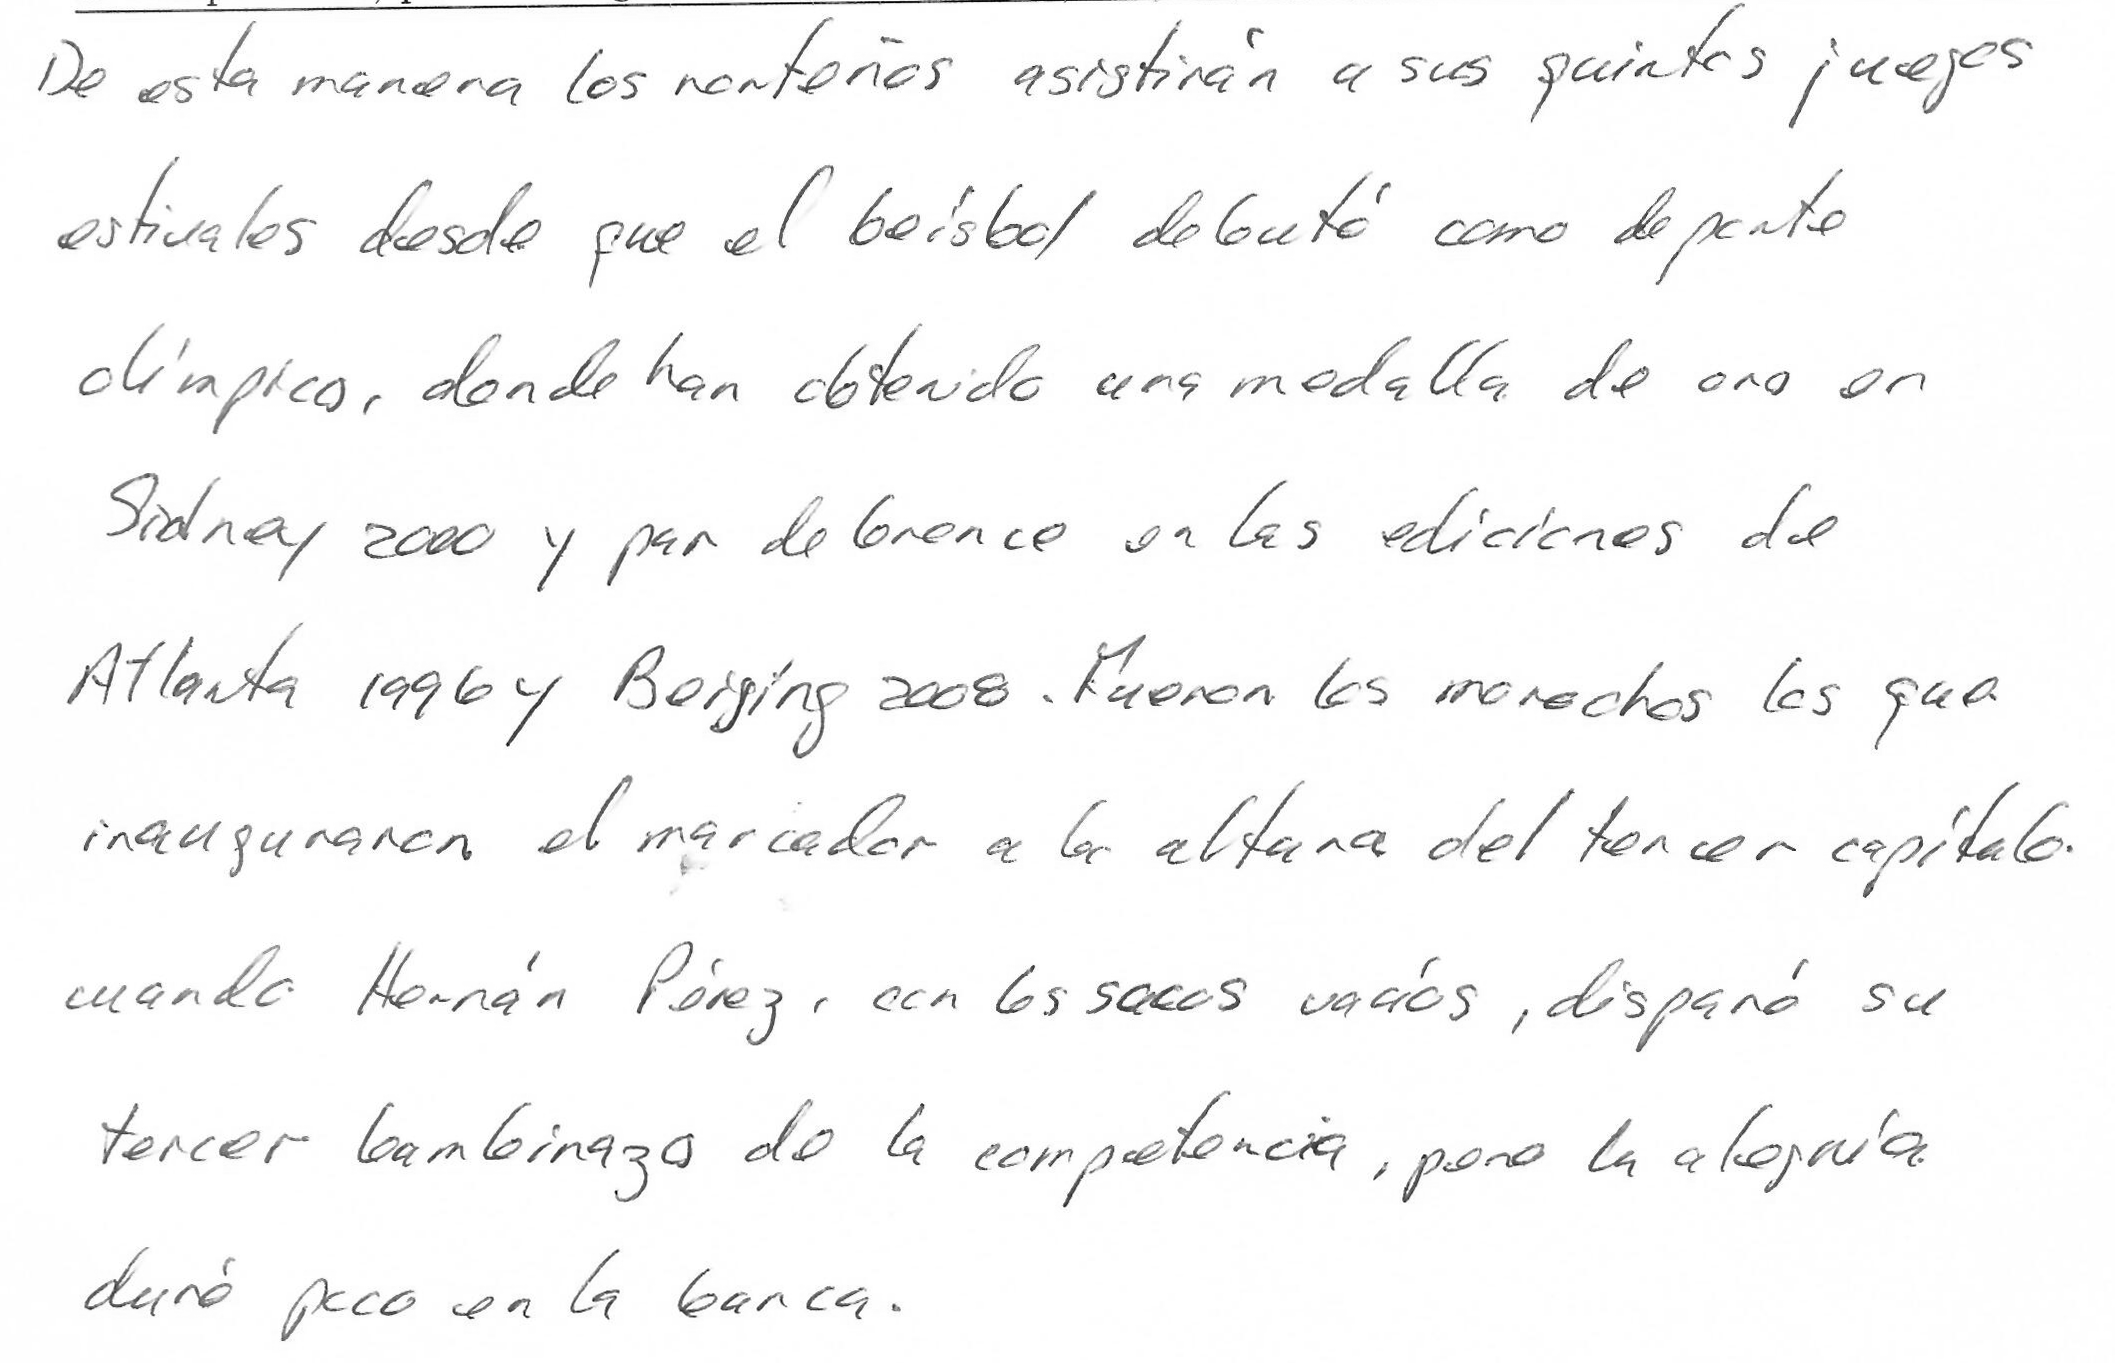 De esta manera los norteños asistirán a sus quintos juegos
estivales desde que el beísbol debutó como deporte
olímpico, donde han obtenido una medalla de oro en
Sidney 2000 y par de bronce en las ediciones de
Atlanta 1996 y Beijing 2008. Fueron los morochos los que
inauguraron el marcador a la altura del tercer capítulo.
cuando Hernán Pérez, con los sacos vacíos, disparó su
tercer bambinazo de la competencia, pero la alegría
duró poco en la banca.